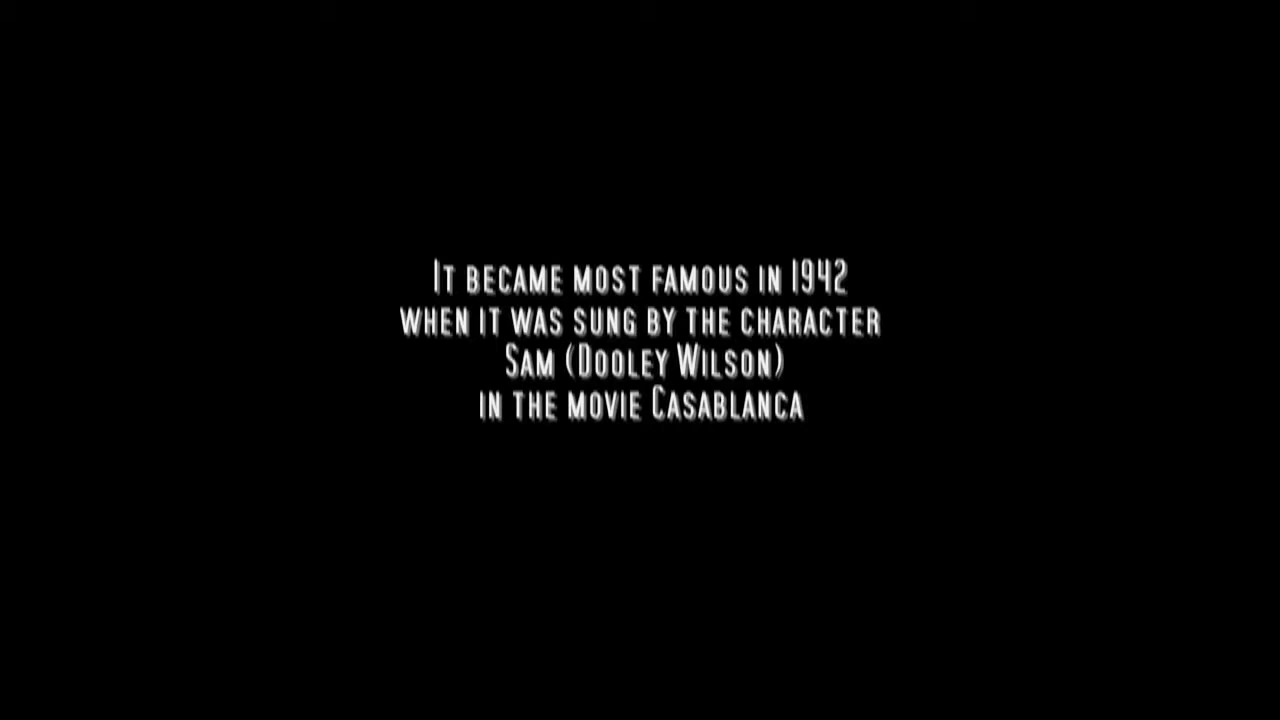 It became most famous in 1942
when it was sung by the character
Sam (Dooley Wilson)
in the movie Casablanca